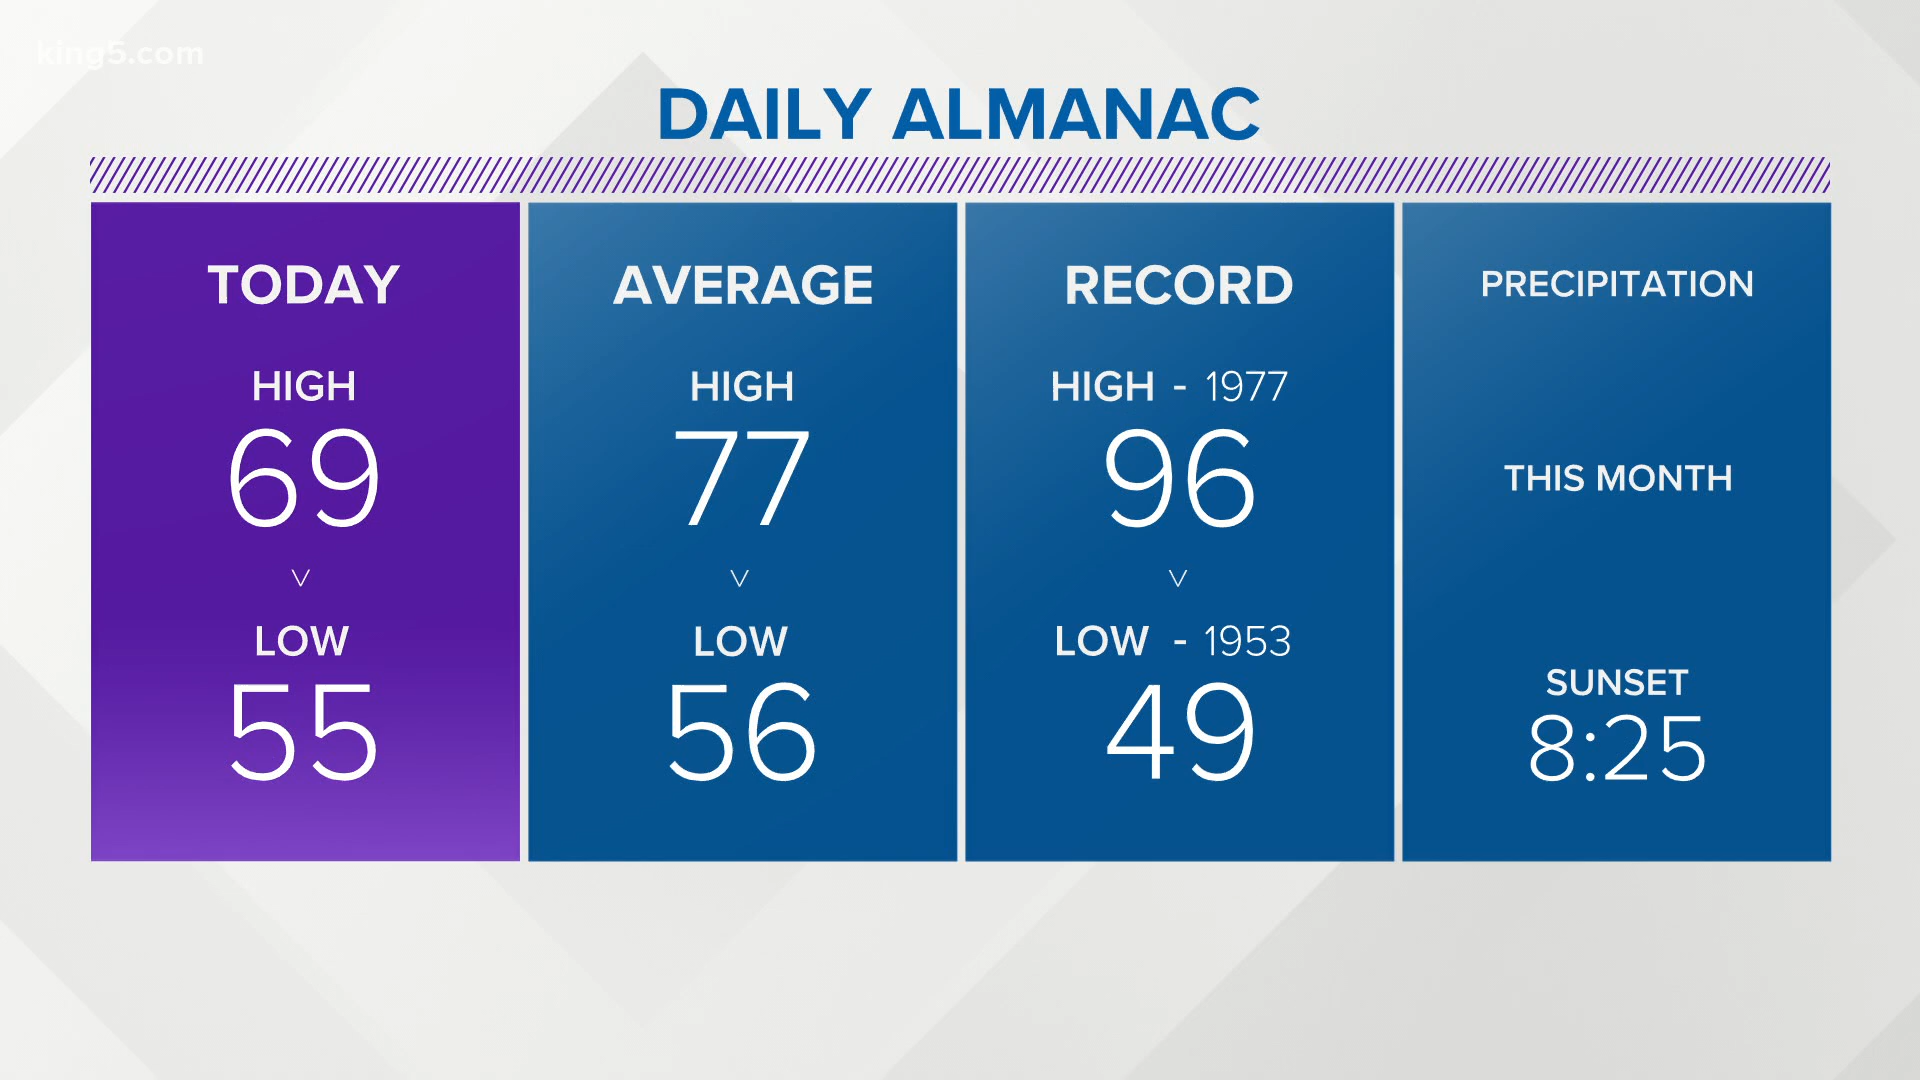 king5.com
DAILY ALMANAC
TODAY
HIGH
69
LOW
55
AVERAGE
HIGH
77
LOW
56
RECORD
HIGH - 1977
96
LOW - 1953
49
PRECIPITATION
THIS MONTH
SUNSET
8:25